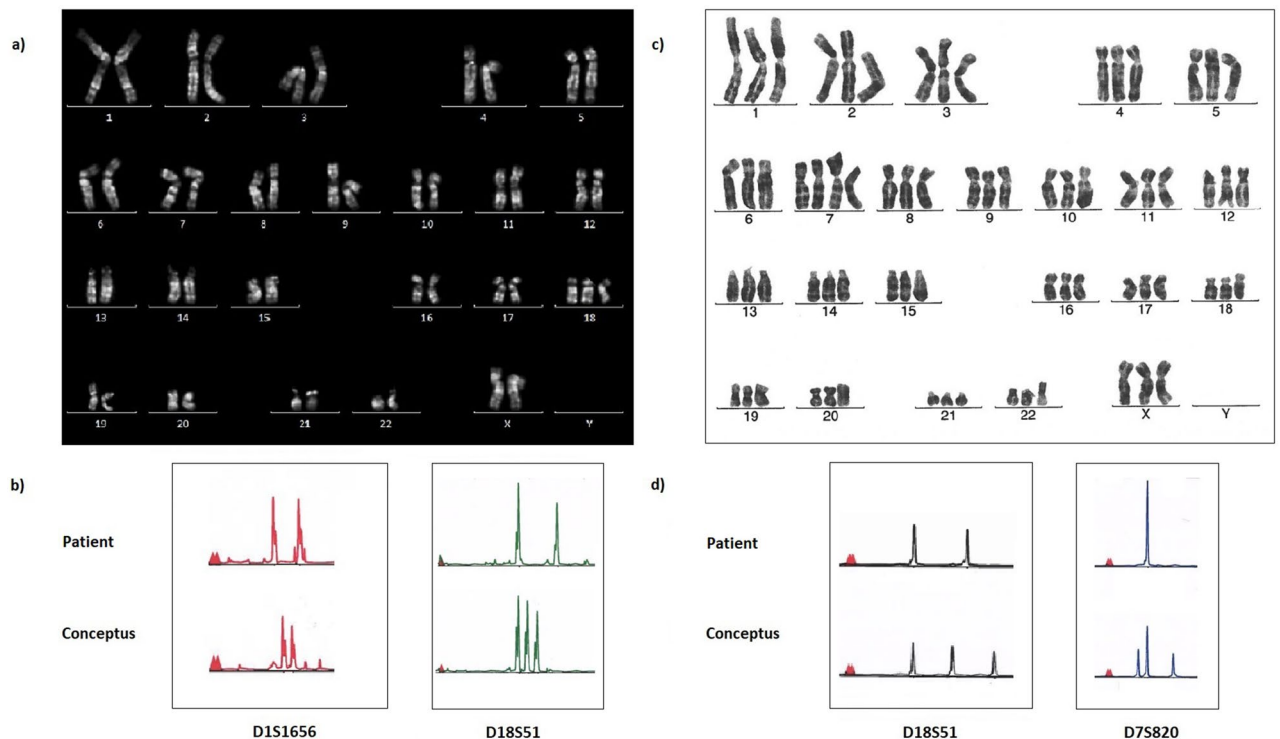 a)
1 2 3 4 5
6 7 8 9 10 11 12
13 14 15 16 17 18
19 20 21 22 X Y
b)
Patient
Conceptus
D1S1656 D18S51
c)
1 2 3 4 5
6 7 8 9 10 11 12
13 14 15 16 17 18
19 20 21 22 X Y
d)
Patient
Conceptus
D18S51 D7S820